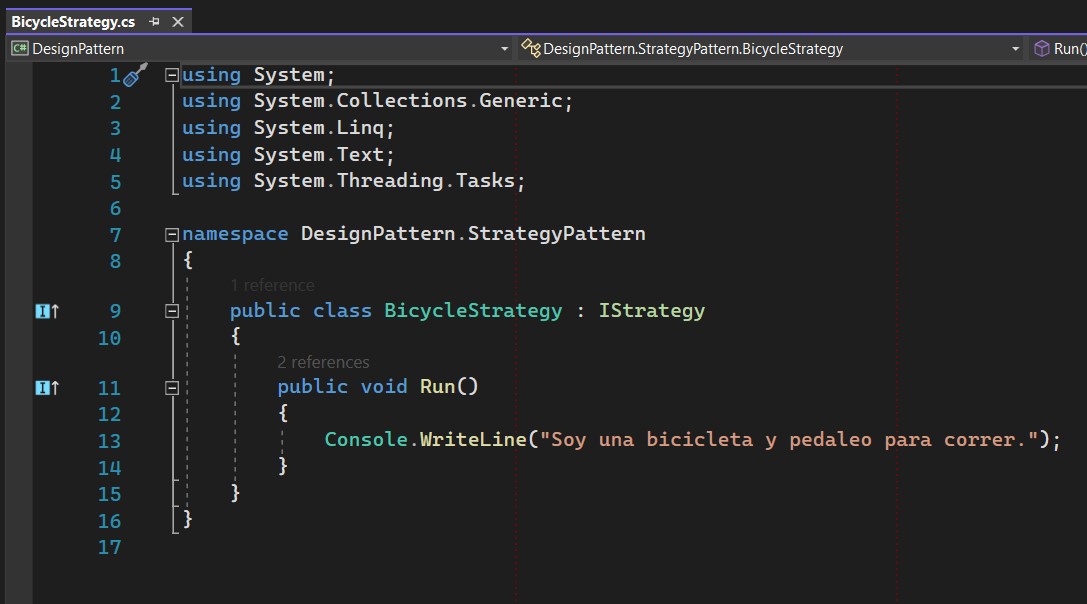 BicycleStrategy.cs
C# DesignPattern DesignPattern.StrategyPattern.BicycleStrategy Run()
1 using System;
2 using System.Collections.Generic;
3 using System.Linq;
4 using System.Text;
5 using System.Threading.Tasks;
6
7 namespace DesignPattern.StrategyPattern
8 {
1 reference
9 public class BicycleStrategy : IStrategy
10 {
2 references
11 public void Run()
12 {
13 Console.WriteLine("Soy una bicicleta y pedaleo para correr.");
14 }
15 }
16 }
17